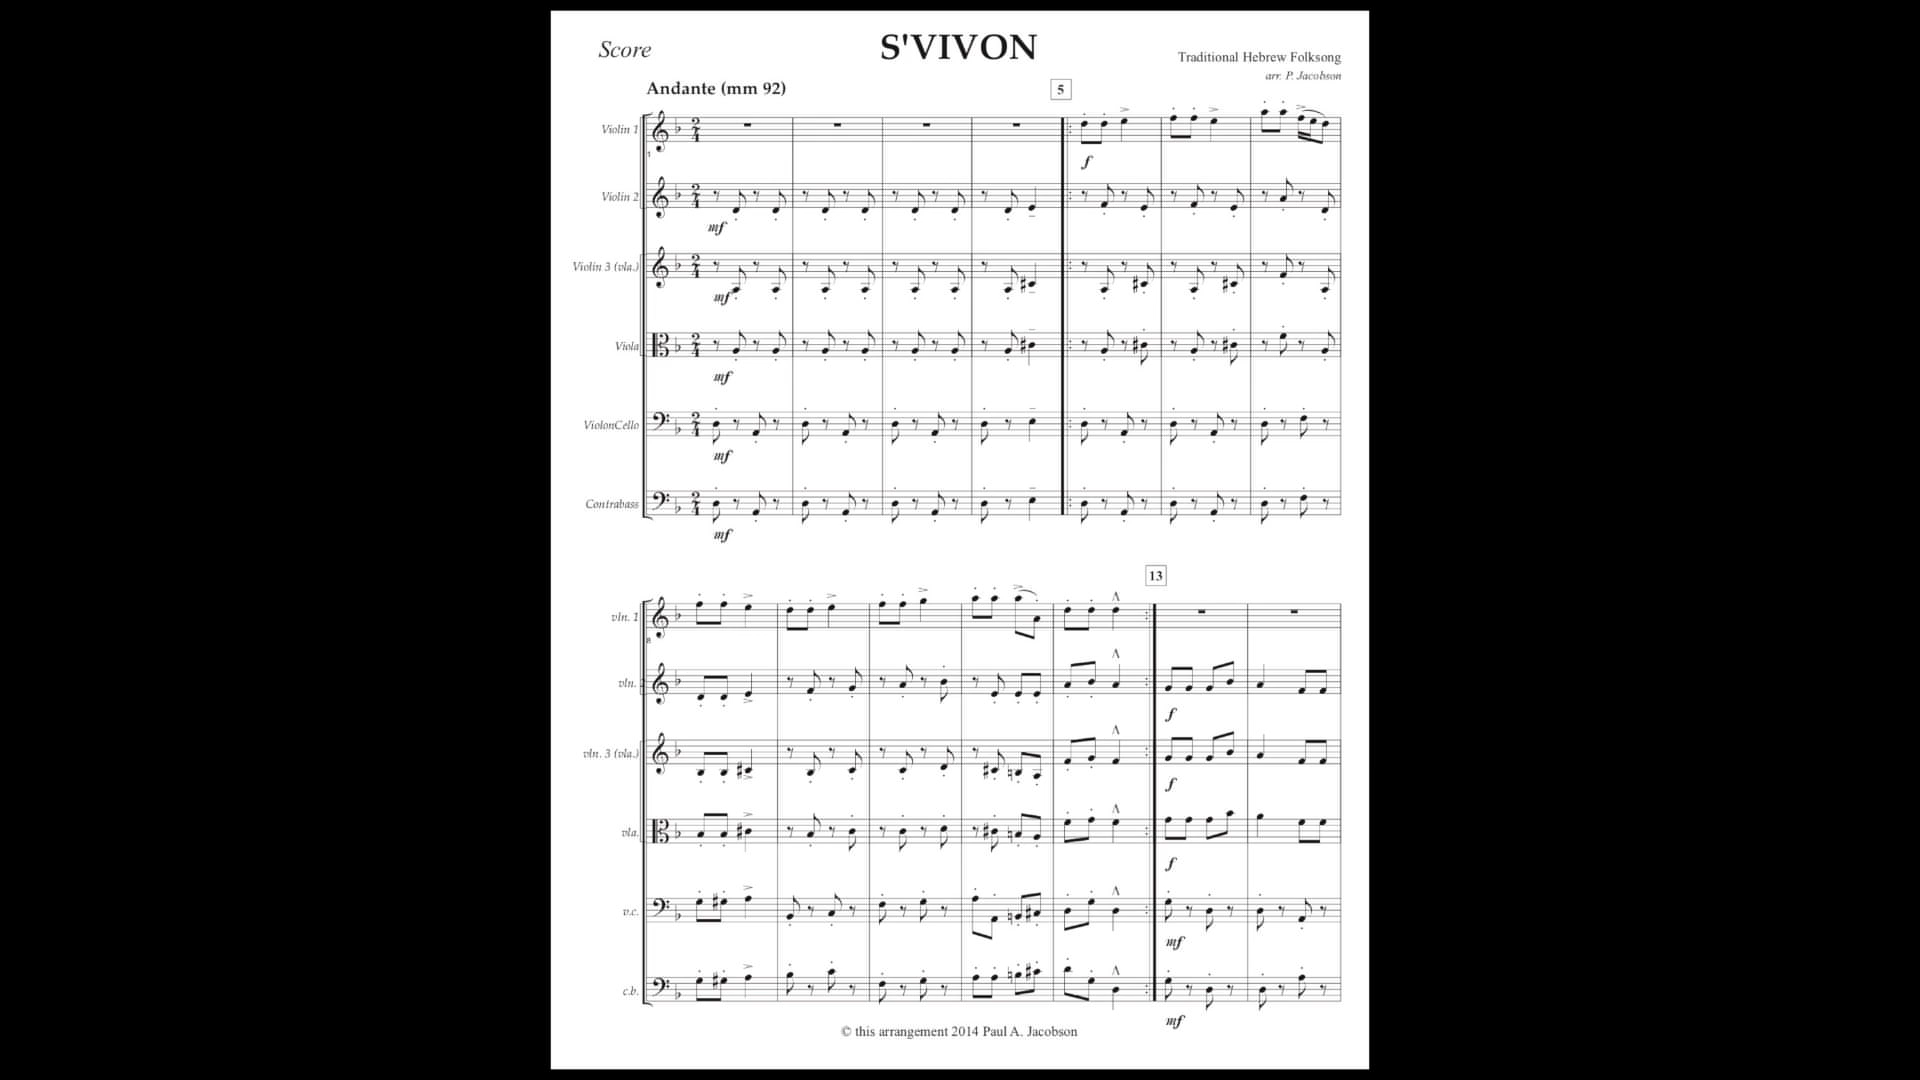 Score
S'VIVON
Traditional Hebrew Folksong
arr. P. Jacobson
Andante (mm 92)
5
Violin 1
1
f
Violin 2
mf
Violin 3 (vla.)
mf
Viola
mf
ViolonCello
mf
Contrabass
mf
13
vln. 1
8
vln.
f
vln. 3 (vla.)
f
vla.
f
v.c.
mf
c.b.
mf
© this arrangement 2014 Paul A. Jacobson